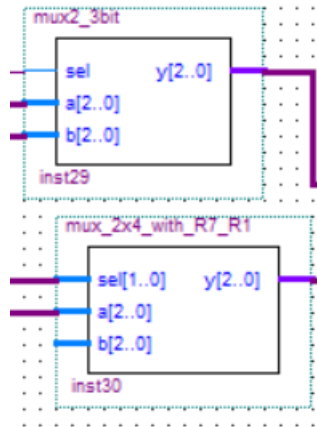 mux2_3bit
sel y[2..0]
a[2..0]
b[2..0]
inst29
mux_2x4_with_R7_R1
sel[1..0] y[2..0]
a[2..0]
b[2..0]
inst30